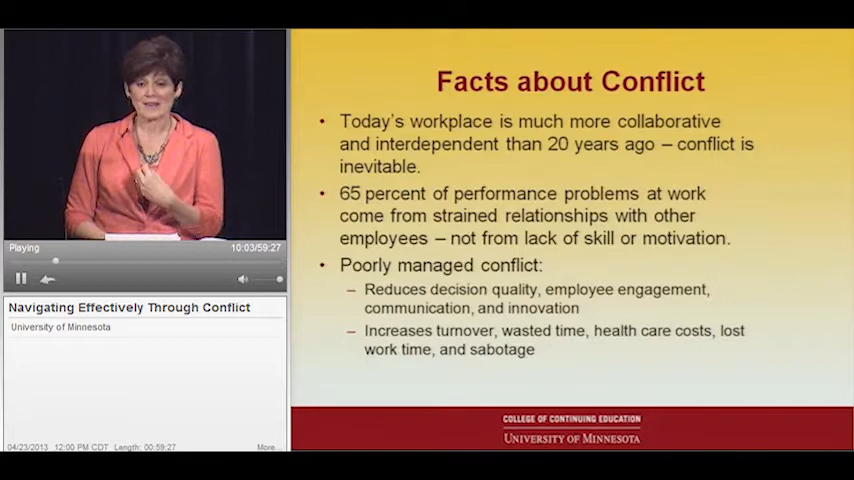 Facts about Conflict
• Today's workplace is much more collaborative
and interdependent than 20 years ago – conflict is
inevitable.
• 65 percent of performance problems at work
come from strained relationships with other
employees – not from lack of skill or motivation.
• Poorly managed conflict:
– Reduces decision quality, employee engagement,
communication, and innovation
– Increases turnover, wasted time, health care costs, lost
work time, and sabotage
COLLEGE OF CONTINUING EDUCATION
UNIVERSITY OF MINNESOTA
Playing 10:03/59:27
Navigating Effectively Through Conflict
University of Minnesota
04/23/2013 12:00 PM CDT Length: 00:59:27 More...